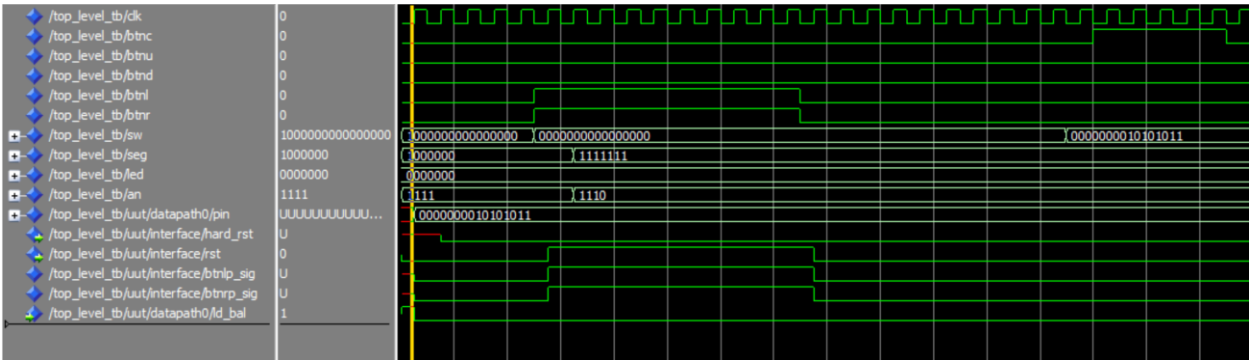 /top_level_tb/clk 0
/top_level_tb/btnc 0
/top_level_tb/btnu 0
/top_level_tb/btnd 0
/top_level_tb/btnl 0
/top_level_tb/btnr 0
/top_level_tb/sw 1000000000000000 1000000000000000 0000000000000000 0000000010101011
/top_level_tb/seg 1000000 1000000 1111111
/top_level_tb/led 0000000 0000000
/top_level_tb/an 1111 1111 1110
/top_level_tb/uut/datapath0/pin UUUUUUUUUUU... 0000000010101011
/top_level_tb/uut/interface/hard_rst U
/top_level_tb/uut/interface/rst 0
/top_level_tb/uut/interface/btnlp_sig U
/top_level_tb/uut/interface/btnrp_sig U
/top_level_tb/uut/datapath0/ld_bal 1